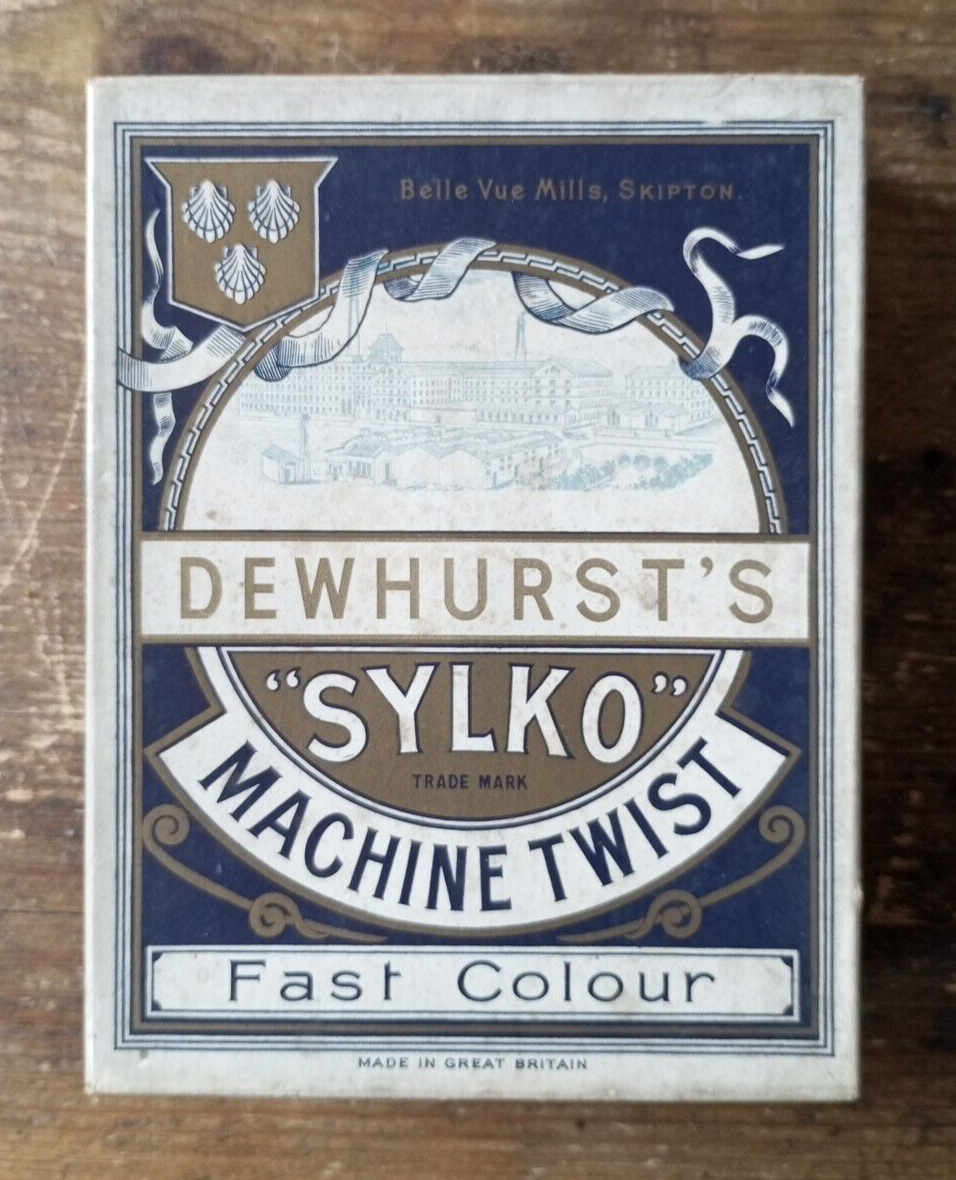 Belle Vue Mills, SKIPTON.
DEWHURST'S
"SYLKO"
TRADE MARK
MACHINE TWIST
Fast Colour
MADE IN GREAT BRITAIN